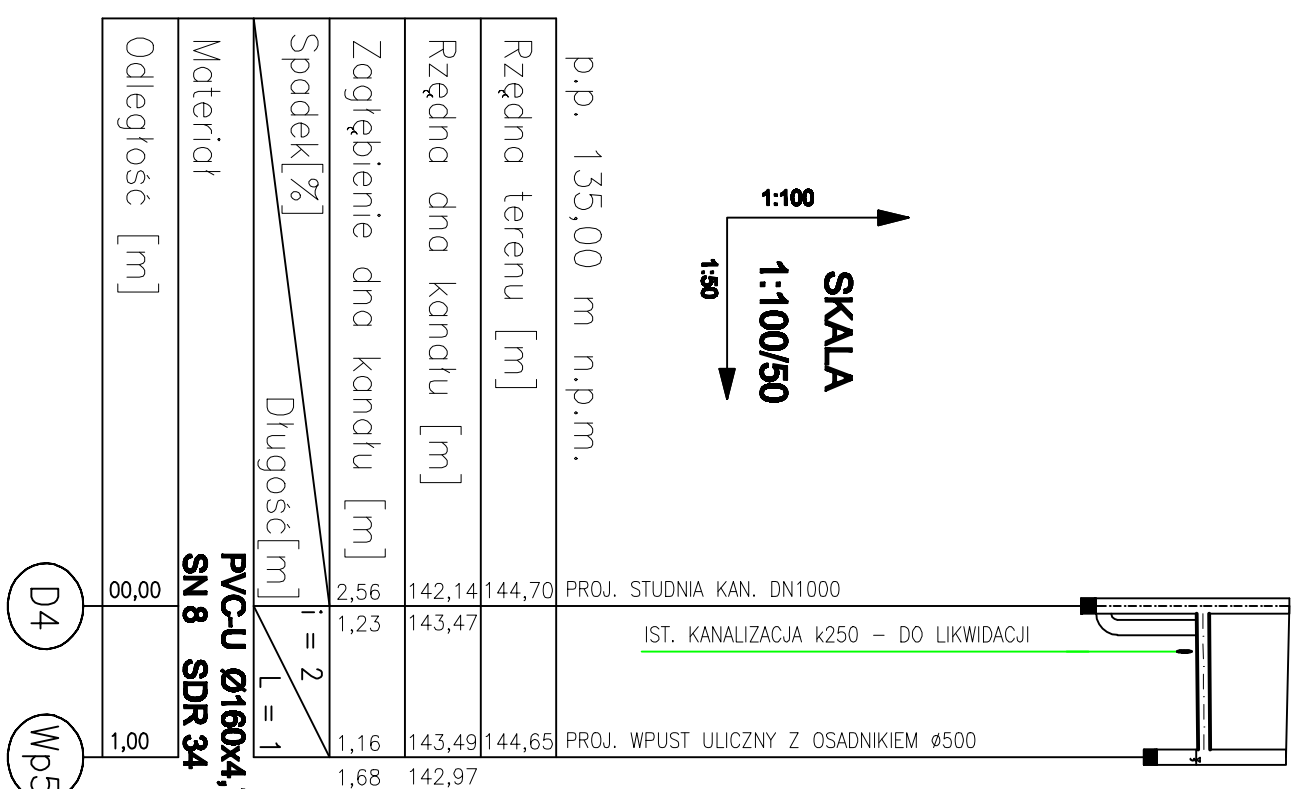 SKALA
1:100/50
1:100
1:50
p.p. 135,00 m n.p.m.
Rzędna terenu [m]
144,70
144,65
Rzędna dna kanału [m]
142,14
143,47
143,49
142,97
Zagłębienie dna kanału [m]
2,56
1,23
1,16
1,68
Spadek[%]
Długość[m]
i = 2
L = 1
Materiał
PVC-U Ø160x4,
SN 8 SDR 34
Odległość [m]
00,00
1,00
D4
Wp5
PROJ. STUDNIA KAN. DN1000
IST. KANALIZACJA k250 – DO LIKWIDACJI
PROJ. WPUST ULICZNY Z OSADNIKIEM ø500